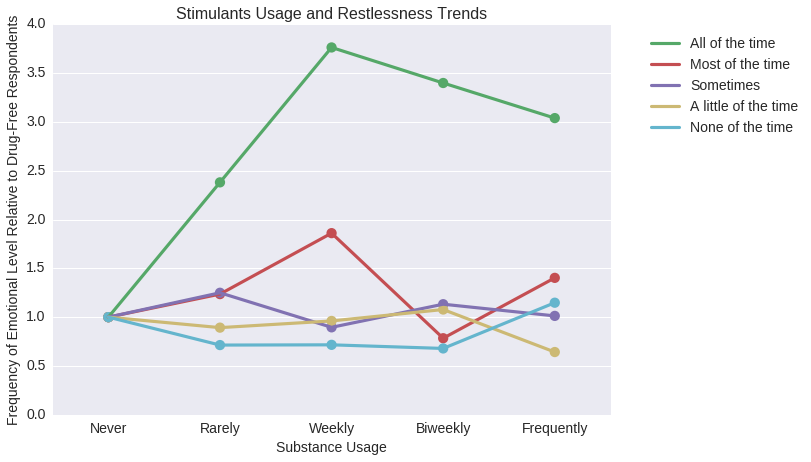 Stimulants Usage and Restlessness Trends
Frequency of Emotional Level Relative to Drug-Free Respondents
4.0
3.5
3.0
2.5
2.0
1.5
1.0
0.5
0.0
Never
Rarely
Weekly
Biweekly
Frequently
Substance Usage
All of the time
Most of the time
Sometimes
A little of the time
None of the time